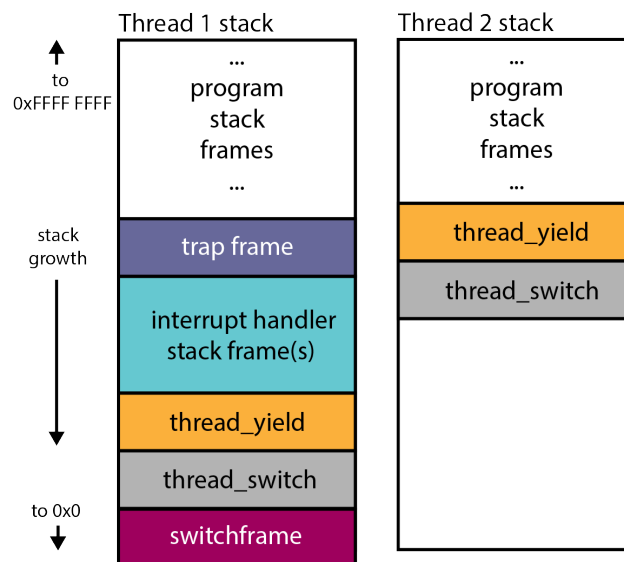 Thread 1 stack
Thread 2 stack
to
0xFFFF FFFF
...
program
stack
frames
...
...
program
stack
frames
...
stack
growth
trap frame
thread_yield
interrupt handler
stack frame(s)
thread_switch
thread_yield
thread_switch
to 0x0
switchframe